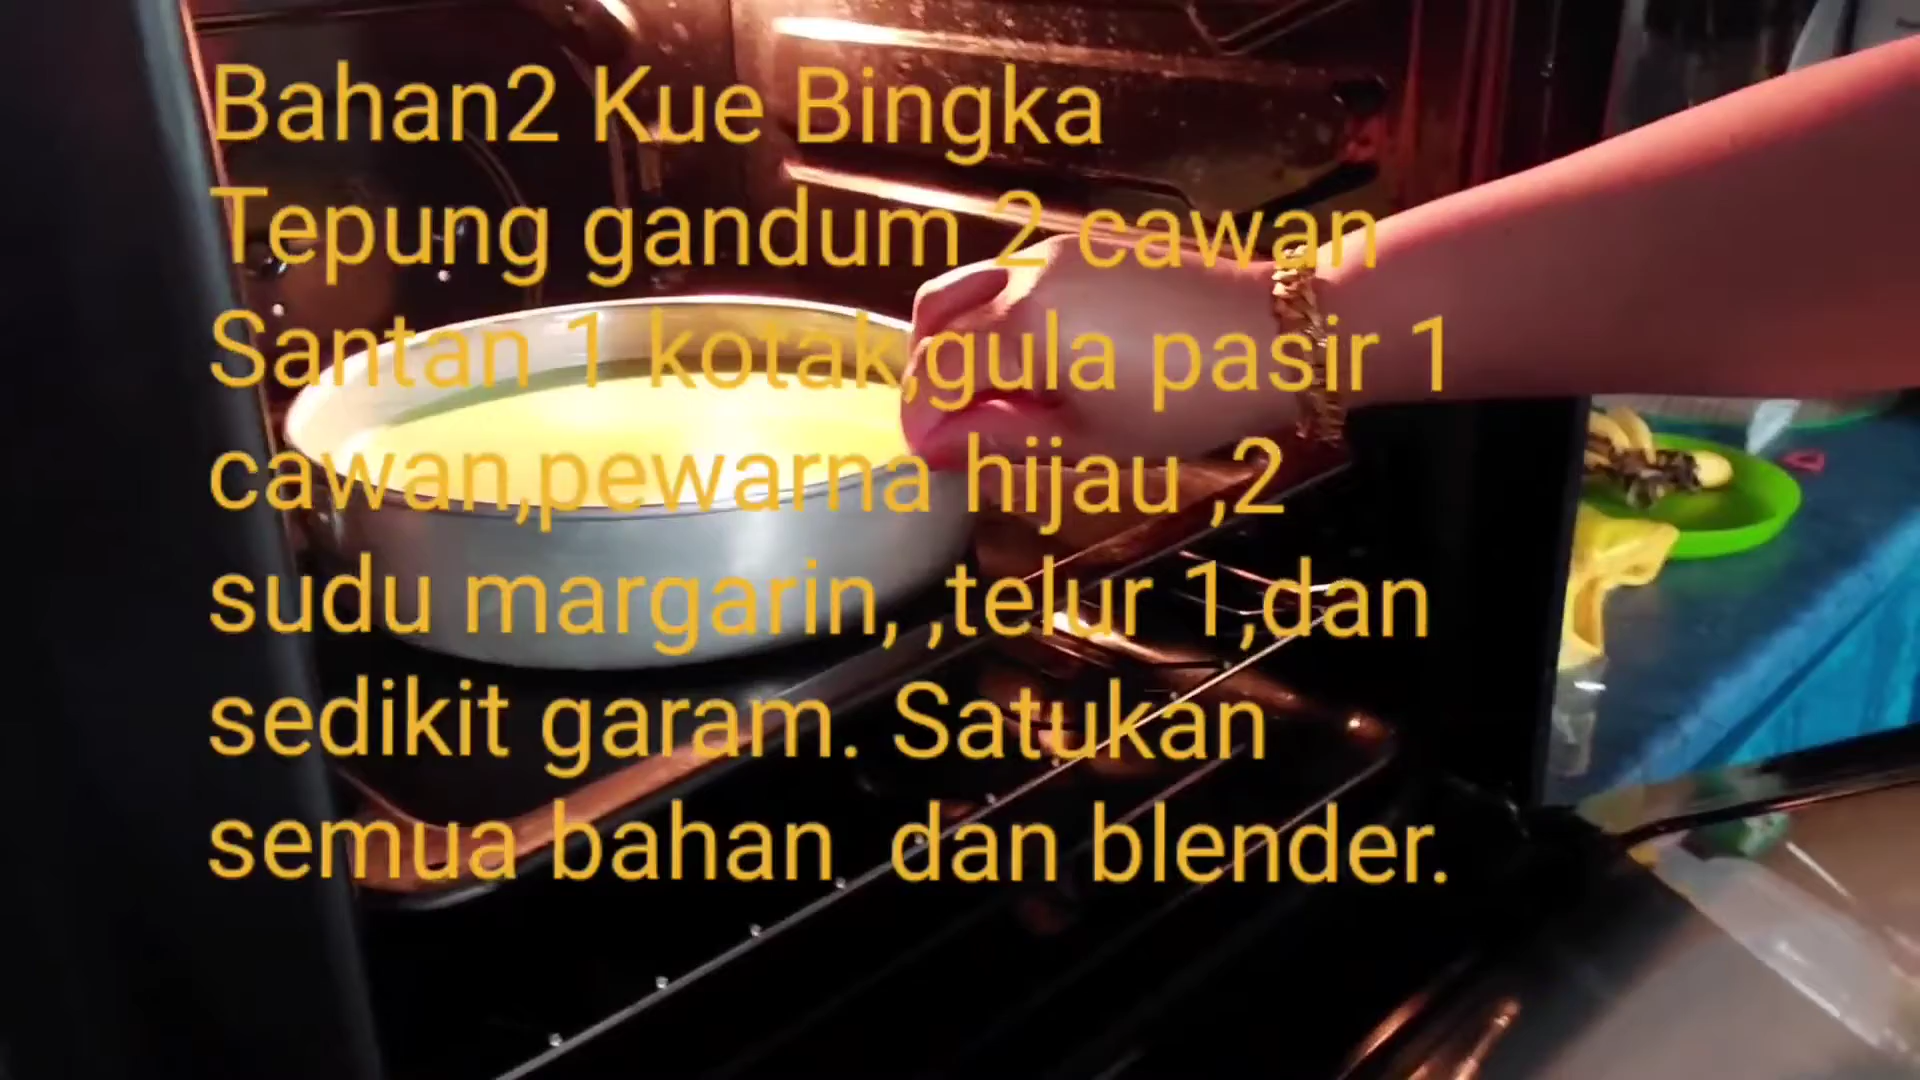 Bahan2 Kue Bingka
Tepung gandum 2 cawan
Santan 1 kotak,gula pasir 1
cawan,pewarna hijau ,2
sudu margarin, ,telur 1,dan
sedikit garam. Satukan
semua bahan  dan blender.